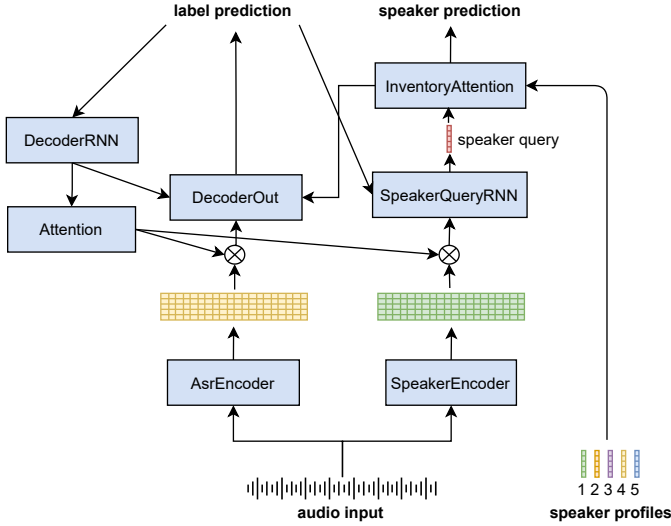 label prediction
speaker prediction
InventoryAttention
DecoderRNN
speaker query
DecoderOut
SpeakerQueryRNN
Attention
AsrEncoder
SpeakerEncoder
1 2 3 4 5
audio input
speaker profiles